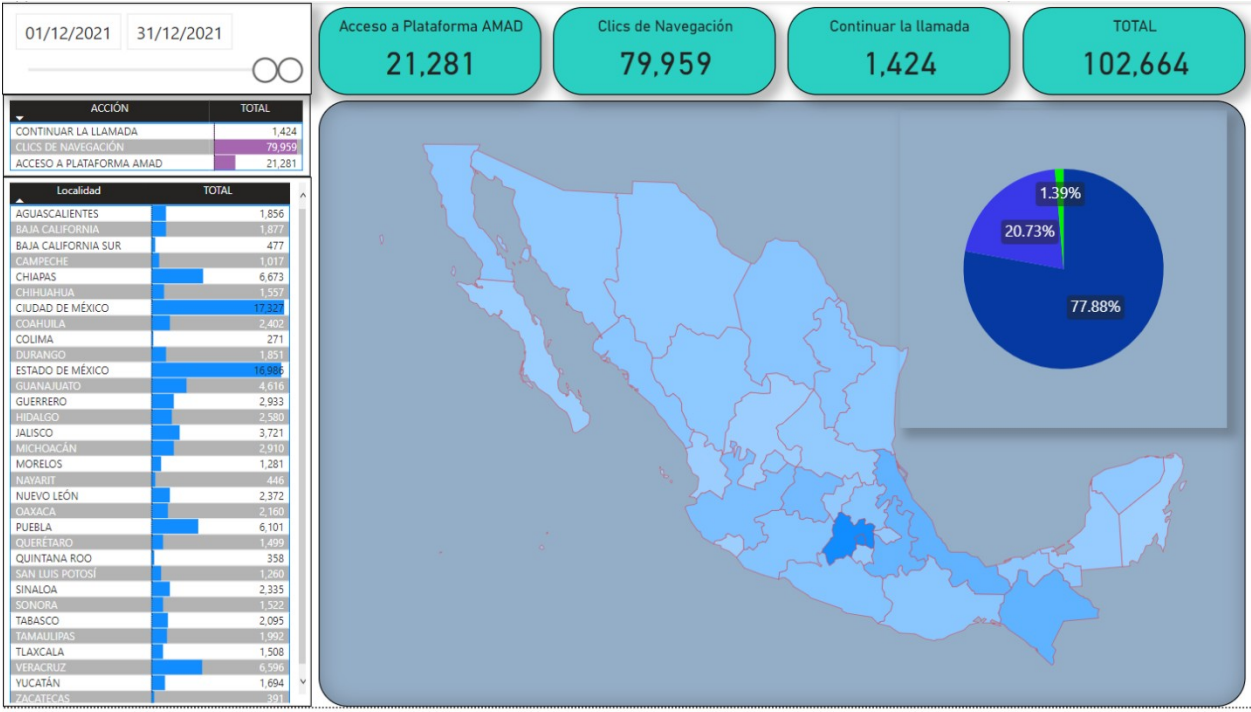 01/12/2021 31/12/2021
Acceso a Plataforma AMAD
21,281
Clics de Navegación
79,959
Continuar la llamada
1,424
TOTAL
102,664
ACCIÓN TOTAL
CONTINUAR LA LLAMADA 1,424
CLICS DE NAVEGACIÓN 79,959
ACCESO A PLATAFORMA AMAD 21,281
Localidad TOTAL
AGUASCALIENTES 1,856
BAJA CALIFORNIA 1,877
BAJA CALIFORNIA SUR 477
CAMPECHE 1,017
CHIAPAS 6,673
CHIHUAHUA 1,557
CIUDAD DE MÉXICO 17,327
COAHUILA 2,402
COLIMA 271
DURANGO 1,851
ESTADO DE MÉXICO 16,986
GUANAJUATO 4,616
GUERRERO 2,933
HIDALGO 2,580
JALISCO 3,721
MICHOACÁN 2,910
MORELOS 1,281
NAYARIT 446
NUEVO LEÓN 2,372
OAXACA 2,160
PUEBLA 6,101
QUERÉTARO 1,499
QUINTANA ROO 358
SAN LUIS POTOSÍ 1,260
SINALOA 2,335
SONORA 1,522
TABASCO 2,095
TAMAULIPAS 1,992
TLAXCALA 1,508
VERACRUZ 6,596
YUCATÁN 1,694
ZACATECAS 391
1.39%
20.73%
77.88%